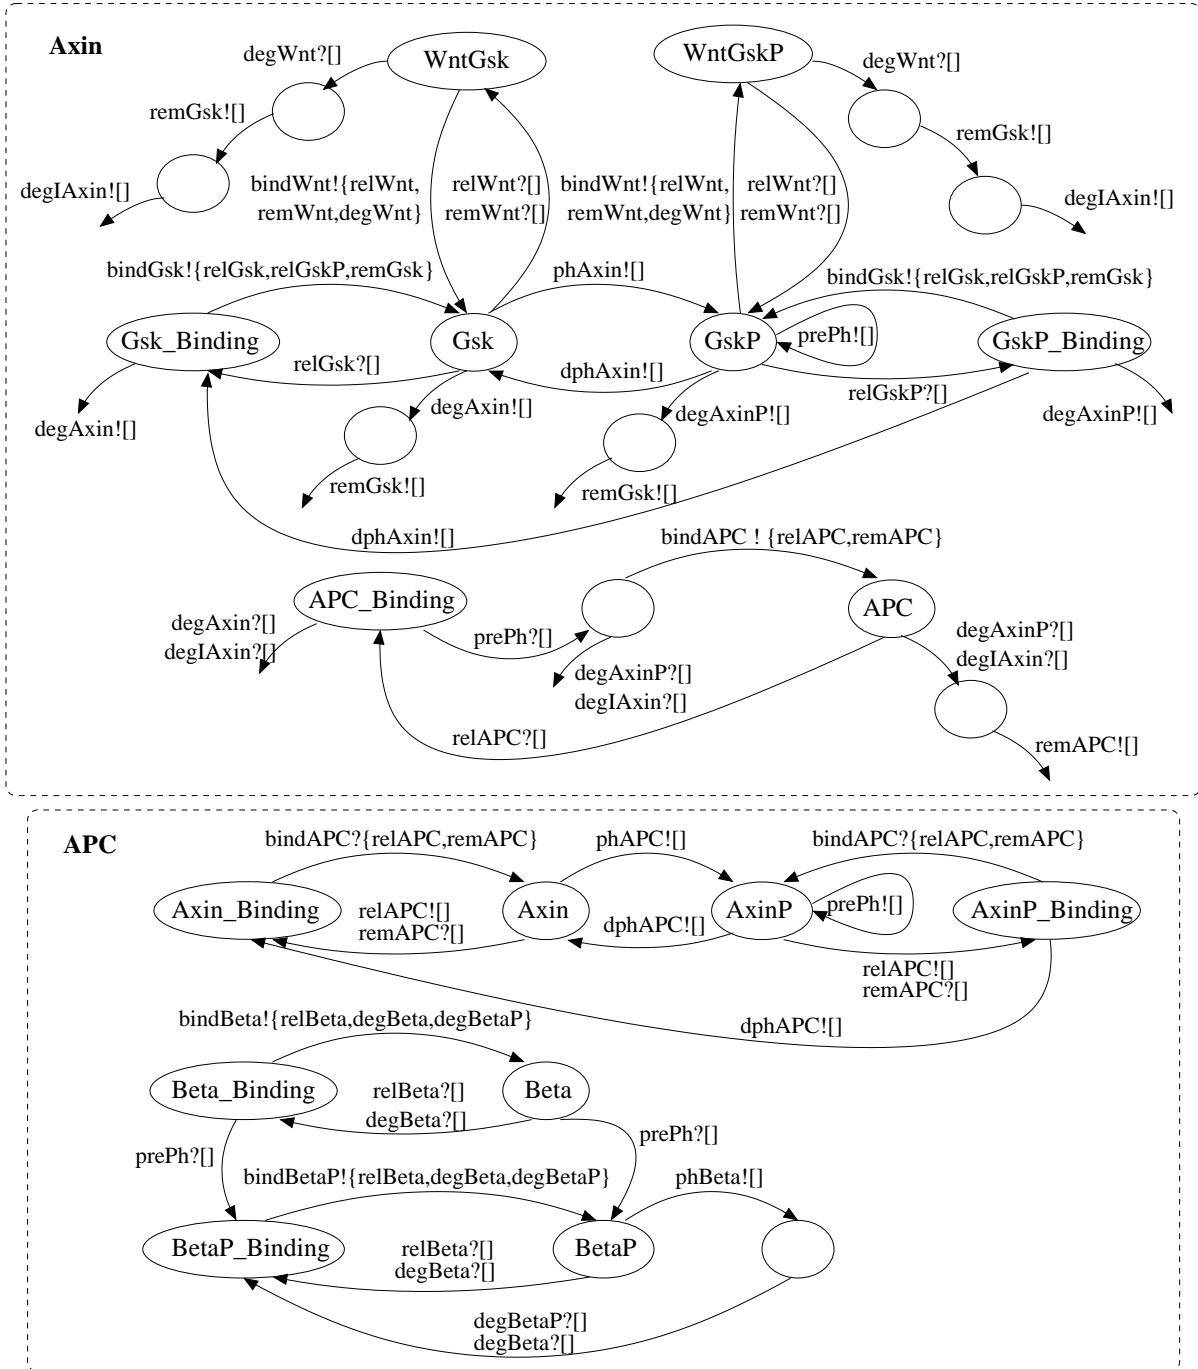 Axin
WntGsk
WntGskP
degWnt?[]
degWnt?[]
remGsk![]
remGsk![]
degIAxin![]
degIAxin![]
bindWnt!{relWnt,
remWnt,degWnt}
relWnt?[]
remWnt?[]
bindWnt!{relWnt,
remWnt,degWnt}
relWnt?[]
remWnt?[]
bindGsk!{relGsk,relGskP,remGsk}
phAxin![]
bindGsk!{relGsk,relGskP,remGsk}
Gsk_Binding
Gsk
GskP
prePh![]
GskP_Binding
relGsk?[]
dphAxin![]
relGskP?[]
degAxin![]
degAxin![]
degAxinP![]
degAxinP![]
remGsk![]
remGsk![]
dphAxin![]
bindAPC ! {relAPC,remAPC}
APC_Binding
APC
degAxin?[]
degIAxin?[]
prePh?[]
degAxinP?[]
degIAxin?[]
degAxinP?[]
degIAxin?[]
relAPC?[]
remAPC![]
APC
bindAPC?{relAPC,remAPC}
phAPC![]
bindAPC?{relAPC,remAPC}
Axin_Binding
relAPC![]
remAPC?[]
Axin
AxinP
prePh![]
AxinP_Binding
dphAPC![]
relAPC![]
remAPC?[]
dphAPC![]
bindBeta!{relBeta,degBeta,degBetaP}
Beta_Binding
relBeta?[]
degBeta?[]
Beta
prePh?[]
prePh?[]
bindBetaP!{relBeta,degBeta,degBetaP}
phBeta![]
BetaP_Binding
relBeta?[]
degBeta?[]
BetaP
degBetaP?[]
degBeta?[]